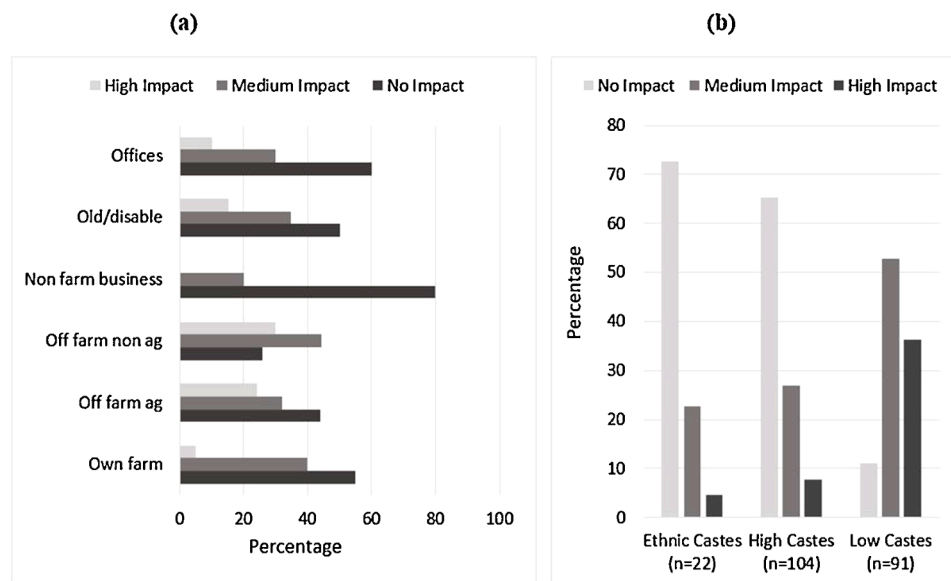 (a)
High Impact Medium Impact No Impact
Offices
Old/disable
Non farm business
Off farm non ag
Off farm ag
Own farm
0 20 40 60 80 100
Percentage
(b)
No Impact Medium Impact High Impact
80
70
60
50
40
30
20
10
0
Percentage
Ethnic Castes High Castes Low Castes
(n=22) (n=104) (n=91)